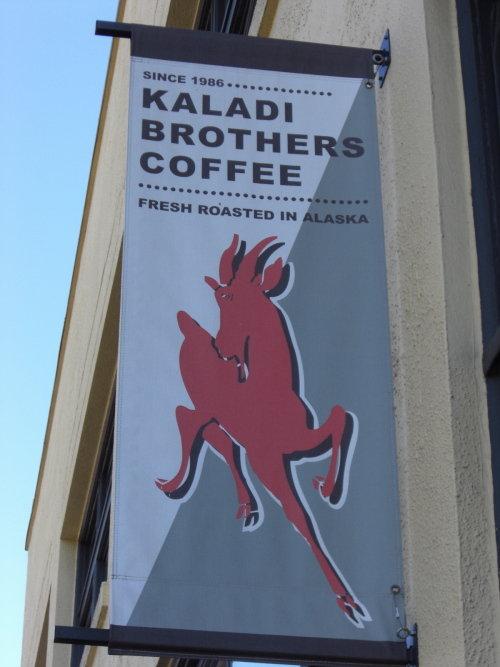 SINCE 1986
KALADI
BROTHERS
COFFEE
FRESH ROASTED IN ALASKA